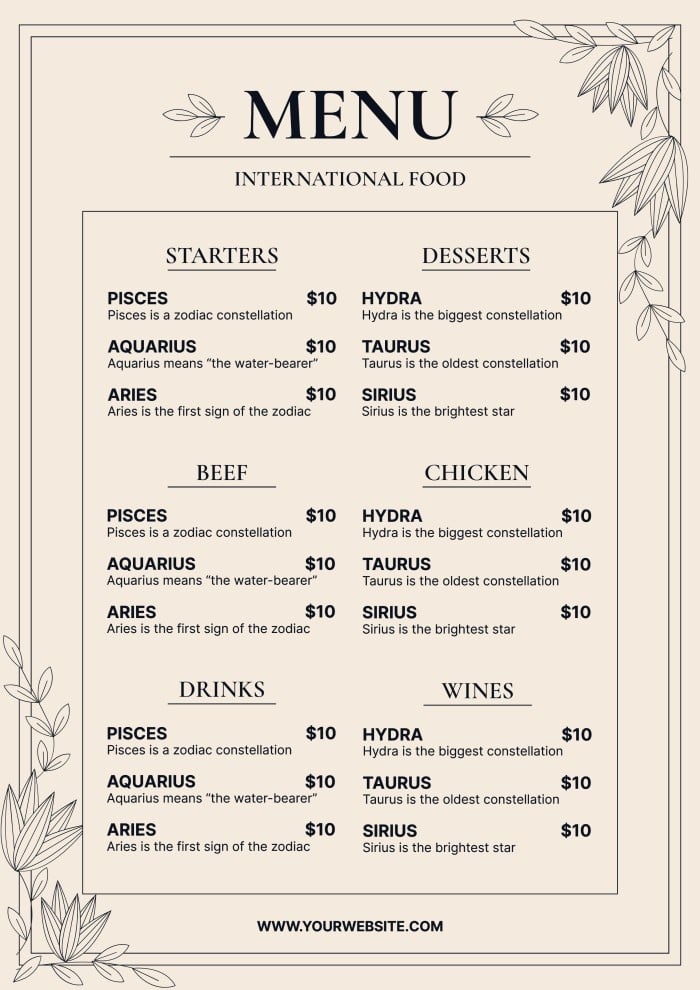 MENU
INTERNATIONAL FOOD
STARTERS
PISCES $10
Pisces is a zodiac constellation
AQUARIUS $10
Aquarius means “the water-bearer”
ARIES $10
Aries is the first sign of the zodiac
DESSERTS
HYDRA $10
Hydra is the biggest constellation
TAURUS $10
Taurus is the oldest constellation
SIRIUS $10
Sirius is the brightest star
BEEF
PISCES $10
Pisces is a zodiac constellation
AQUARIUS $10
Aquarius means “the water-bearer”
ARIES $10
Aries is the first sign of the zodiac
CHICKEN
HYDRA $10
Hydra is the biggest constellation
TAURUS $10
Taurus is the oldest constellation
SIRIUS $10
Sirius is the brightest star
DRINKS
PISCES $10
Pisces is a zodiac constellation
AQUARIUS $10
Aquarius means “the water-bearer”
ARIES $10
Aries is the first sign of the zodiac
WINES
HYDRA $10
Hydra is the biggest constellation
TAURUS $10
Taurus is the oldest constellation
SIRIUS $10
Sirius is the brightest star
WWW.YOURWEBSITE.COM